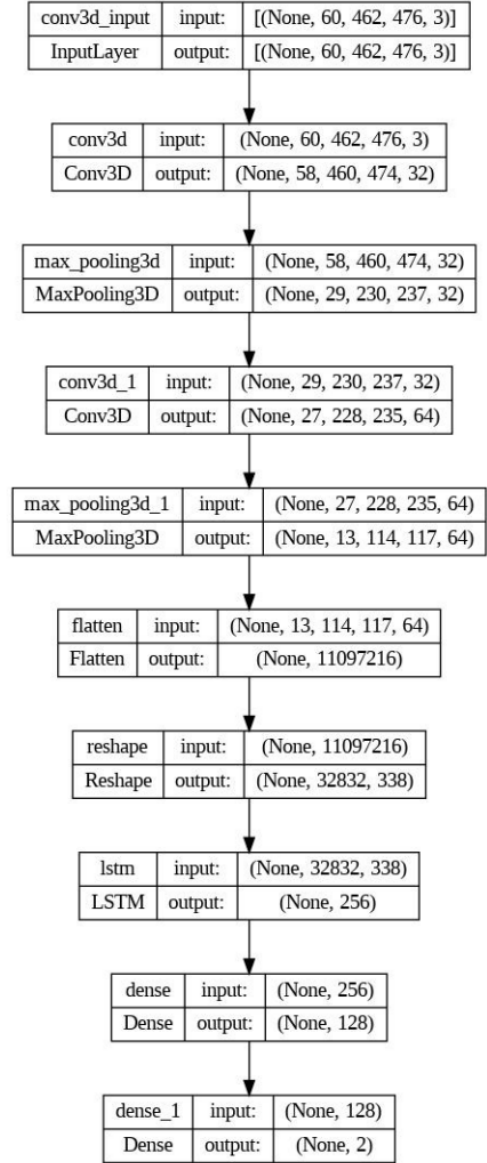 conv3d_input input: [(None, 60, 462, 476, 3)]
InputLayer output: [(None, 60, 462, 476, 3)]
conv3d input: (None, 60, 462, 476, 3)
Conv3D output: (None, 58, 460, 474, 32)
max_pooling3d input: (None, 58, 460, 474, 32)
MaxPooling3D output: (None, 29, 230, 237, 32)
conv3d_1 input: (None, 29, 230, 237, 32)
Conv3D output: (None, 27, 228, 235, 64)
max_pooling3d_1 input: (None, 27, 228, 235, 64)
MaxPooling3D output: (None, 13, 114, 117, 64)
flatten input: (None, 13, 114, 117, 64)
Flatten output: (None, 11097216)
reshape input: (None, 11097216)
Reshape output: (None, 32832, 338)
lstm input: (None, 32832, 338)
LSTM output: (None, 256)
dense input: (None, 256)
Dense output: (None, 128)
dense_1 input: (None, 128)
Dense output: (None, 2)